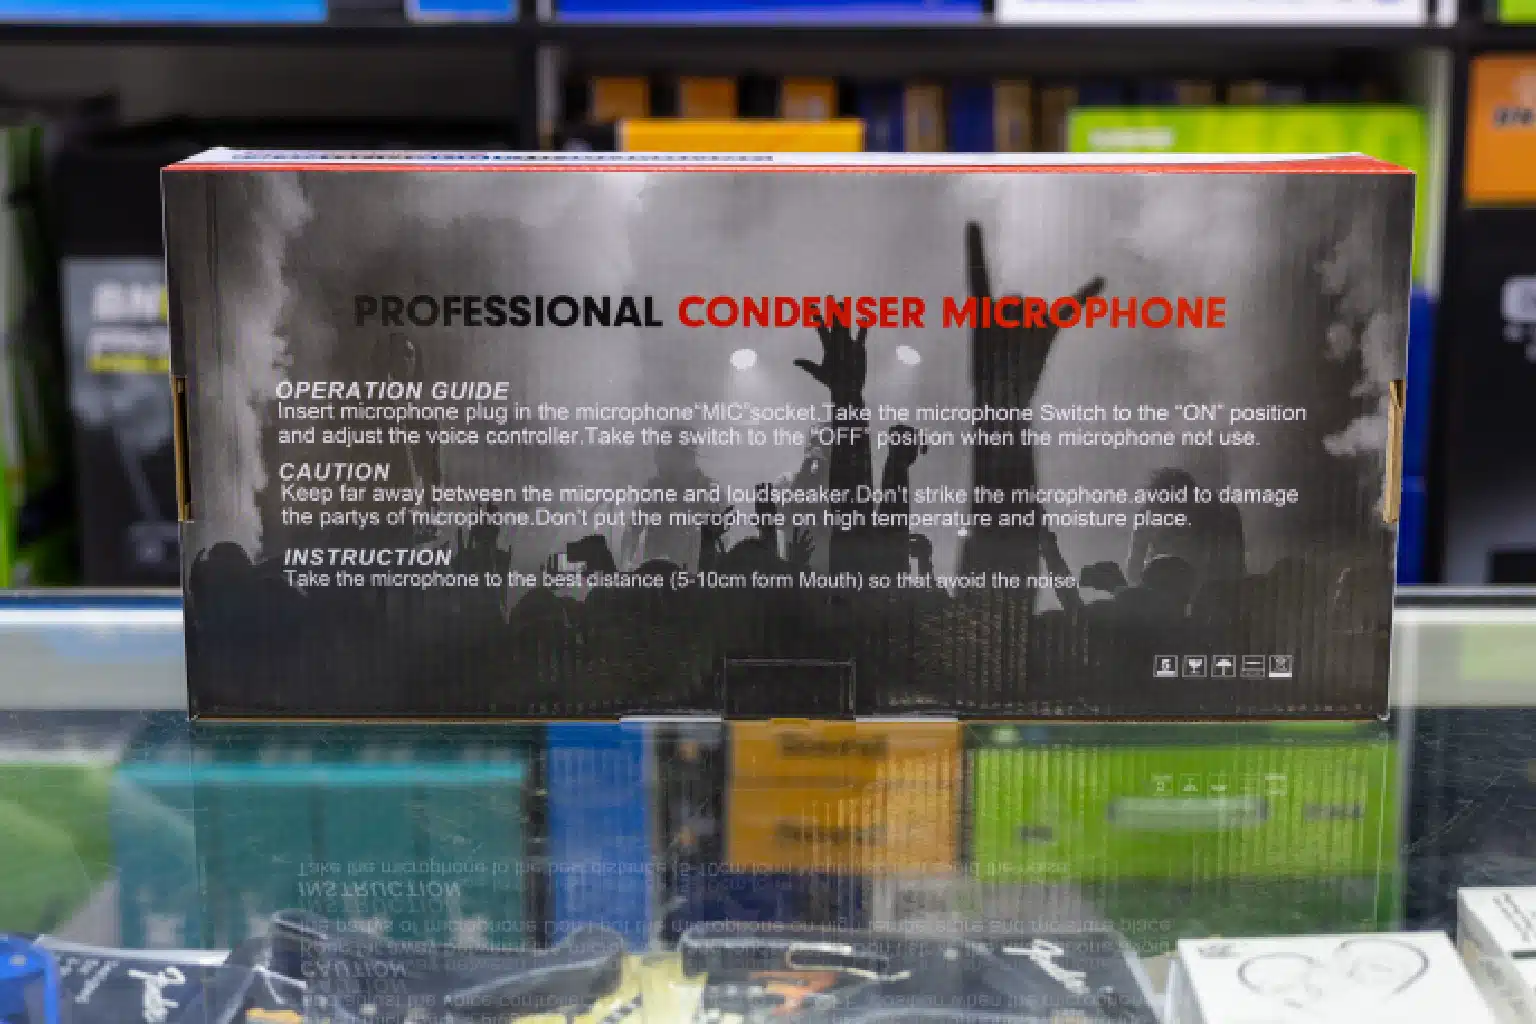 PROFESSIONAL CONDENSER MICROPHONE
OPERATION GUIDE
Insert microphone plug in the microphone"MIC"socket.Take the microphone Switch to the "ON" position
and adjust the voice controller.Take the switch to the "OFF" position when the microphone not use.
CAUTION
Keep far away between the microphone and loudspeaker.Don't strike the microphone.avoid to damage
the partys of microphone.Don't put the microphone on high temperature and moisture place.
INSTRUCTION
Take the microphone to the best distance (5-10cm form Mouth) so that avoid the noise.